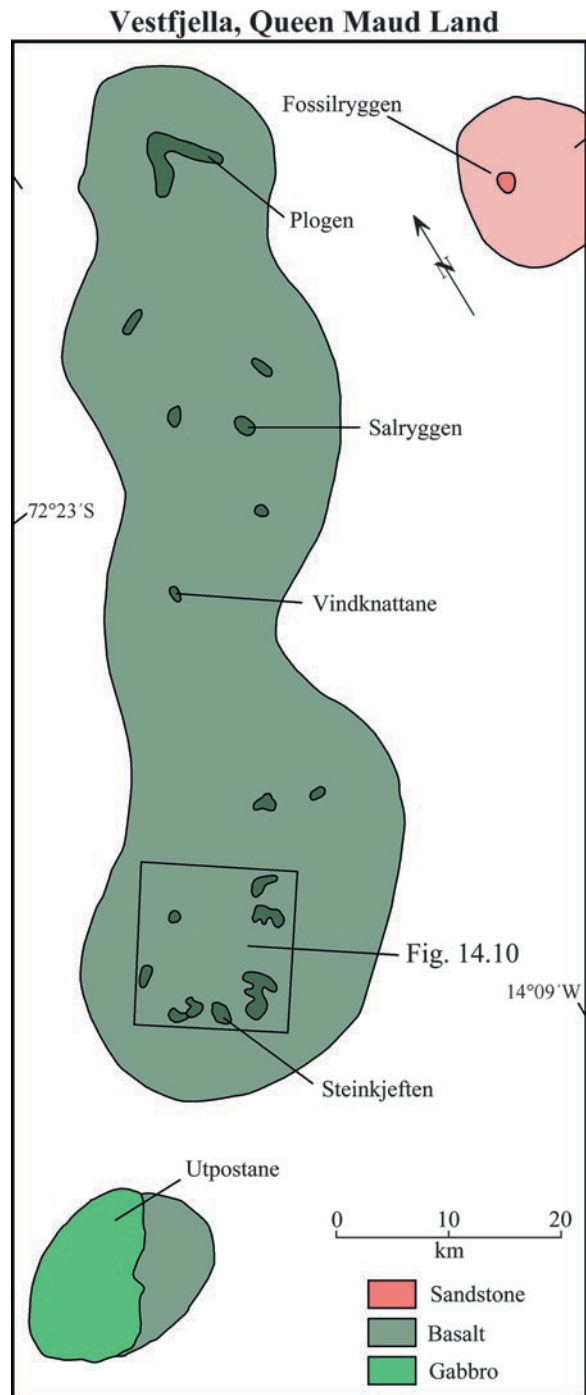 Vestfjella, Queen Maud Land
Fossilryggen
Plogen
N
Salryggen
72°23´S
Vindknattane
Fig. 14.10
14°09´W
Steinkjeften
Utpostane
0 10 20
km
Sandstone
Basalt
Gabbro